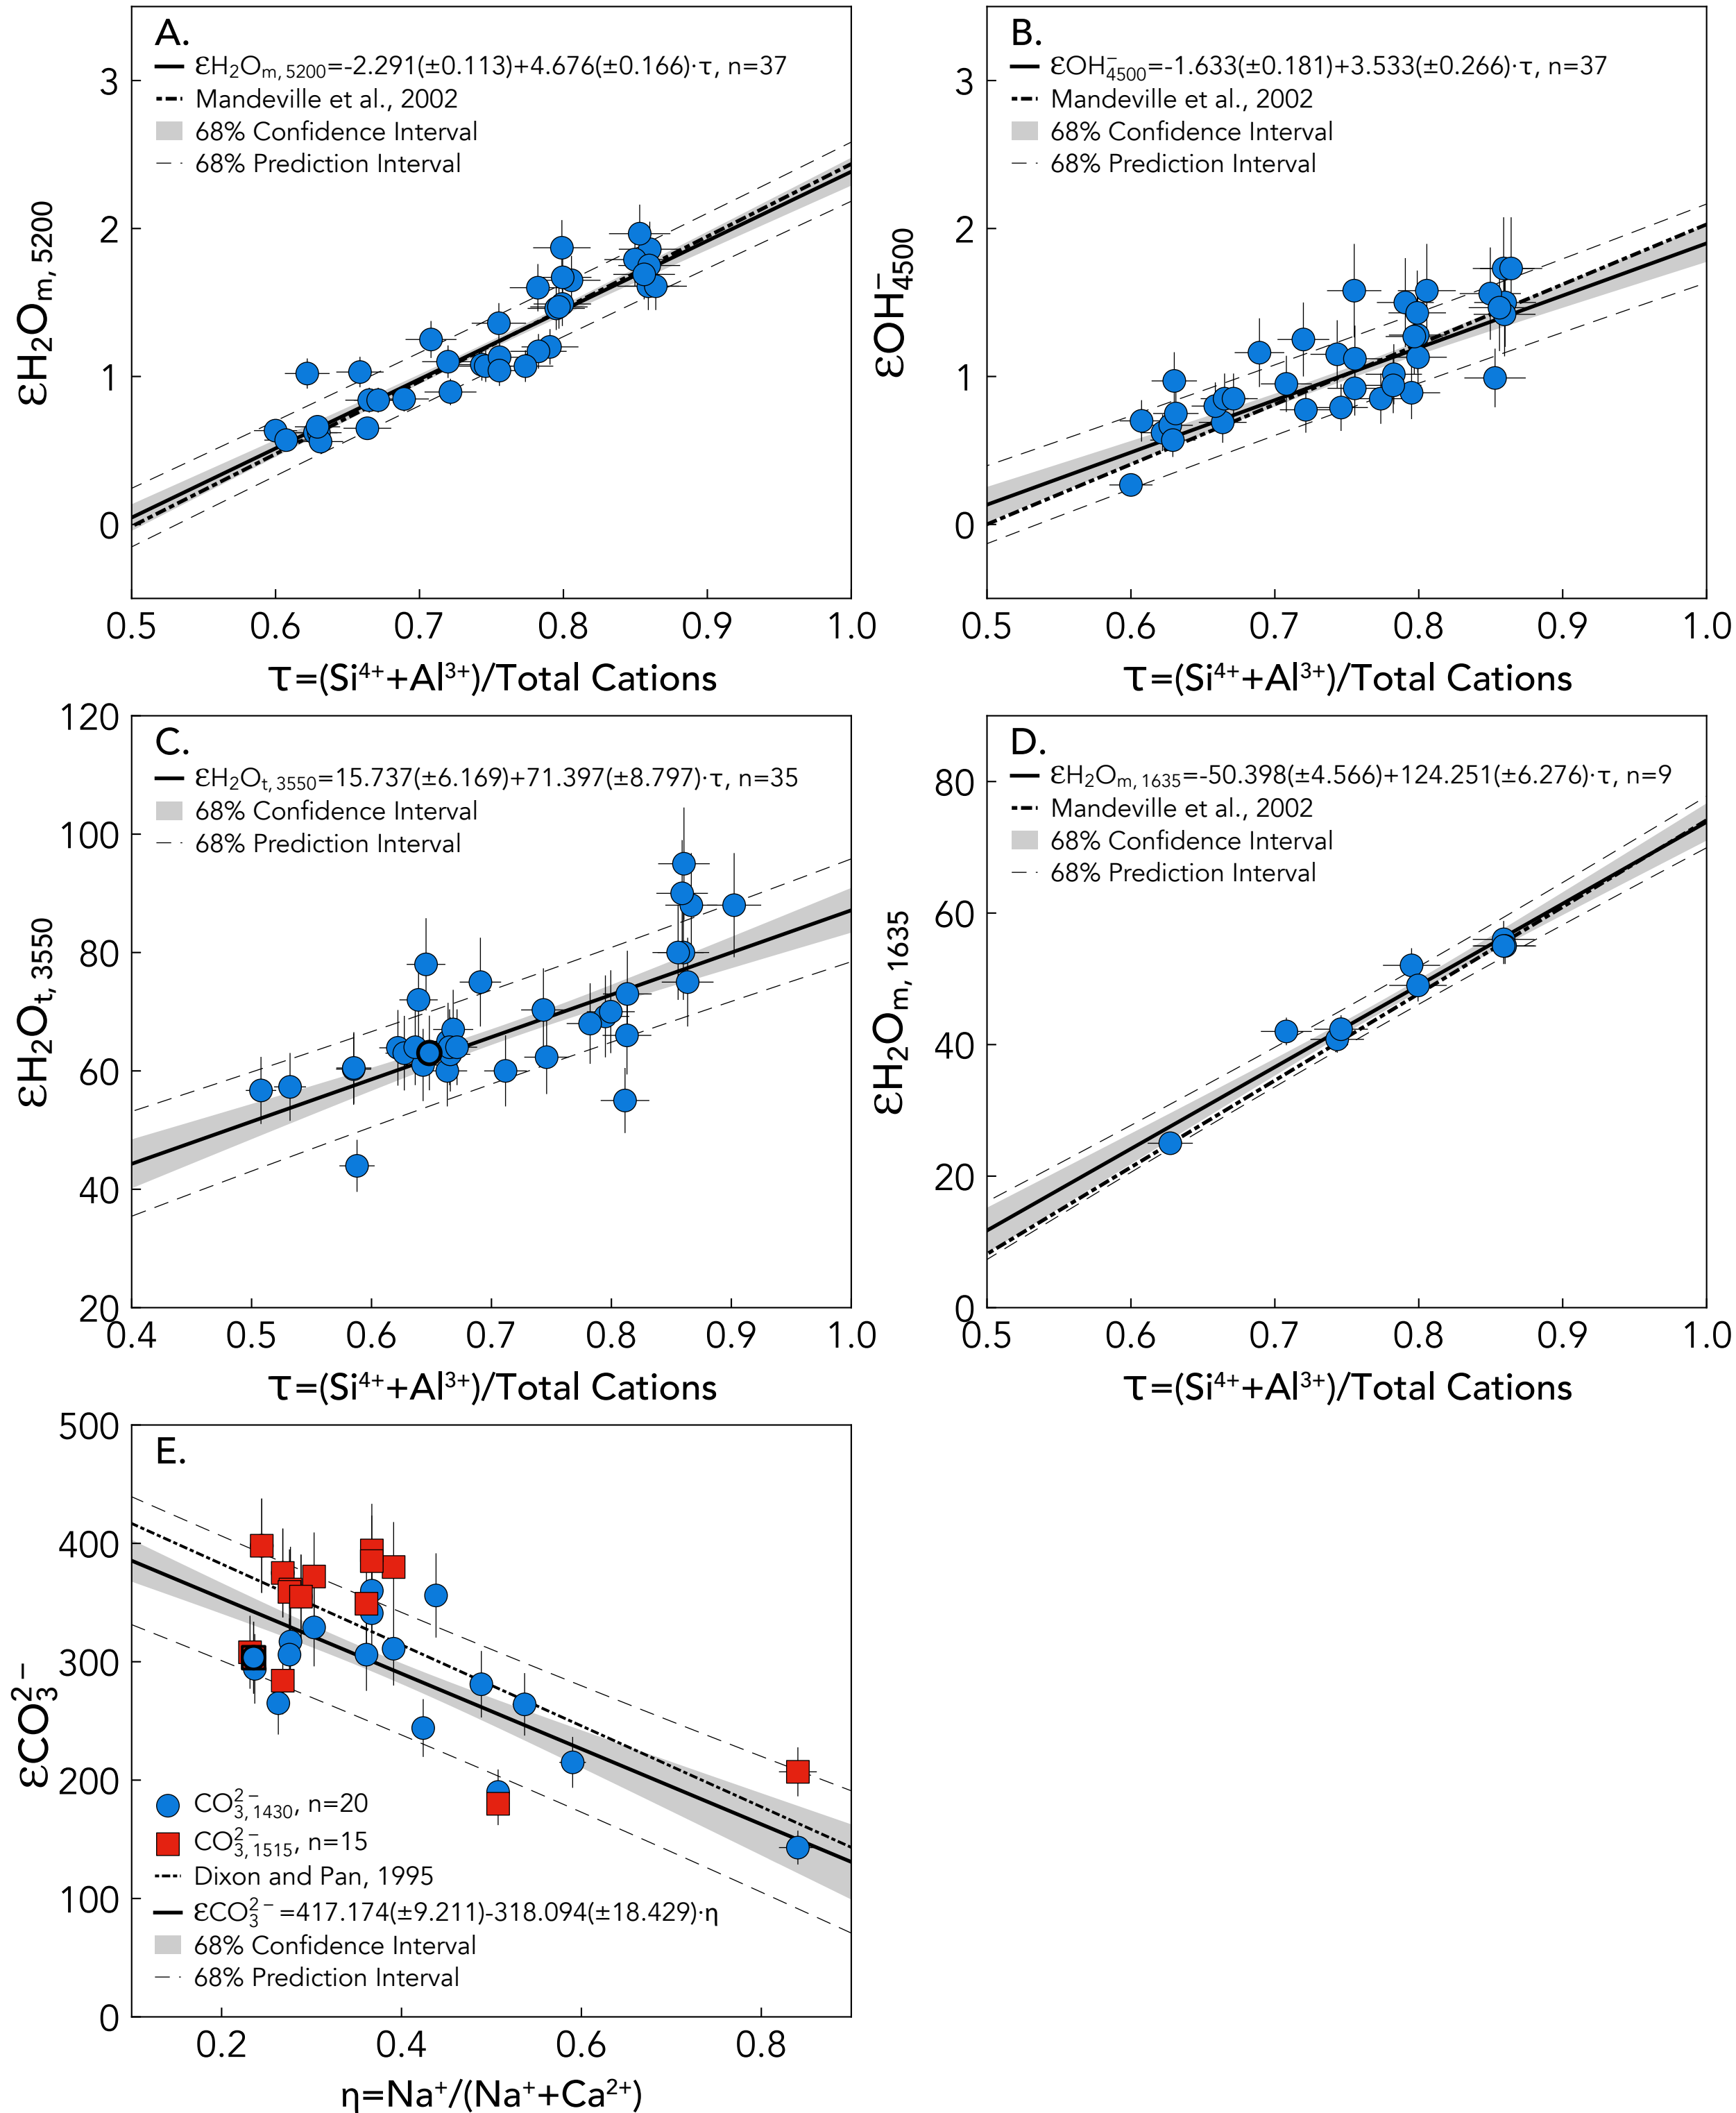 A.
εH₂Oₘ, ₅₂₀₀=-2.291(±0.113)+4.676(±0.166)·τ, n=37
Mandeville et al., 2002
68% Confidence Interval
68% Prediction Interval
εH₂Oₘ, ₅₂₀₀
3
2
1
0
0.5 0.6 0.7 0.8 0.9 1.0
τ=(Si⁴⁺+Al³⁺)/Total Cations
B.
εOH⁻₄₅₀₀=-1.633(±0.181)+3.533(±0.266)·τ, n=37
Mandeville et al., 2002
68% Confidence Interval
68% Prediction Interval
εOH⁻₄₅₀₀
3
2
1
0
0.5 0.6 0.7 0.8 0.9 1.0
τ=(Si⁴⁺+Al³⁺)/Total Cations
C.
εH₂Oₜ, ₃₅₅₀=15.737(±6.169)+71.397(±8.797)·τ, n=35
68% Confidence Interval
68% Prediction Interval
εH₂Oₜ, ₃₅₅₀
120
100
80
60
40
20
0.4 0.5 0.6 0.7 0.8 0.9 1.0
τ=(Si⁴⁺+Al³⁺)/Total Cations
D.
εH₂Oₘ, ₁₆₃₅=-50.398(±4.566)+124.251(±6.276)·τ, n=9
Mandeville et al., 2002
68% Confidence Interval
68% Prediction Interval
εH₂Oₘ, ₁₆₃₅
80
60
40
20
0
0.5 0.6 0.7 0.8 0.9 1.0
τ=(Si⁴⁺+Al³⁺)/Total Cations
E.
εCO₃²⁻
500
400
300
200
100
0
CO²⁻₃, ₁₄₃₀, n=20
CO²⁻₃, ₁₅₁₅, n=15
Dixon and Pan, 1995
εCO₃²⁻=417.174(±9.211)-318.094(±18.429)·η
68% Confidence Interval
68% Prediction Interval
0.2 0.4 0.6 0.8
η=Na⁺/(Na⁺+Ca²⁺)